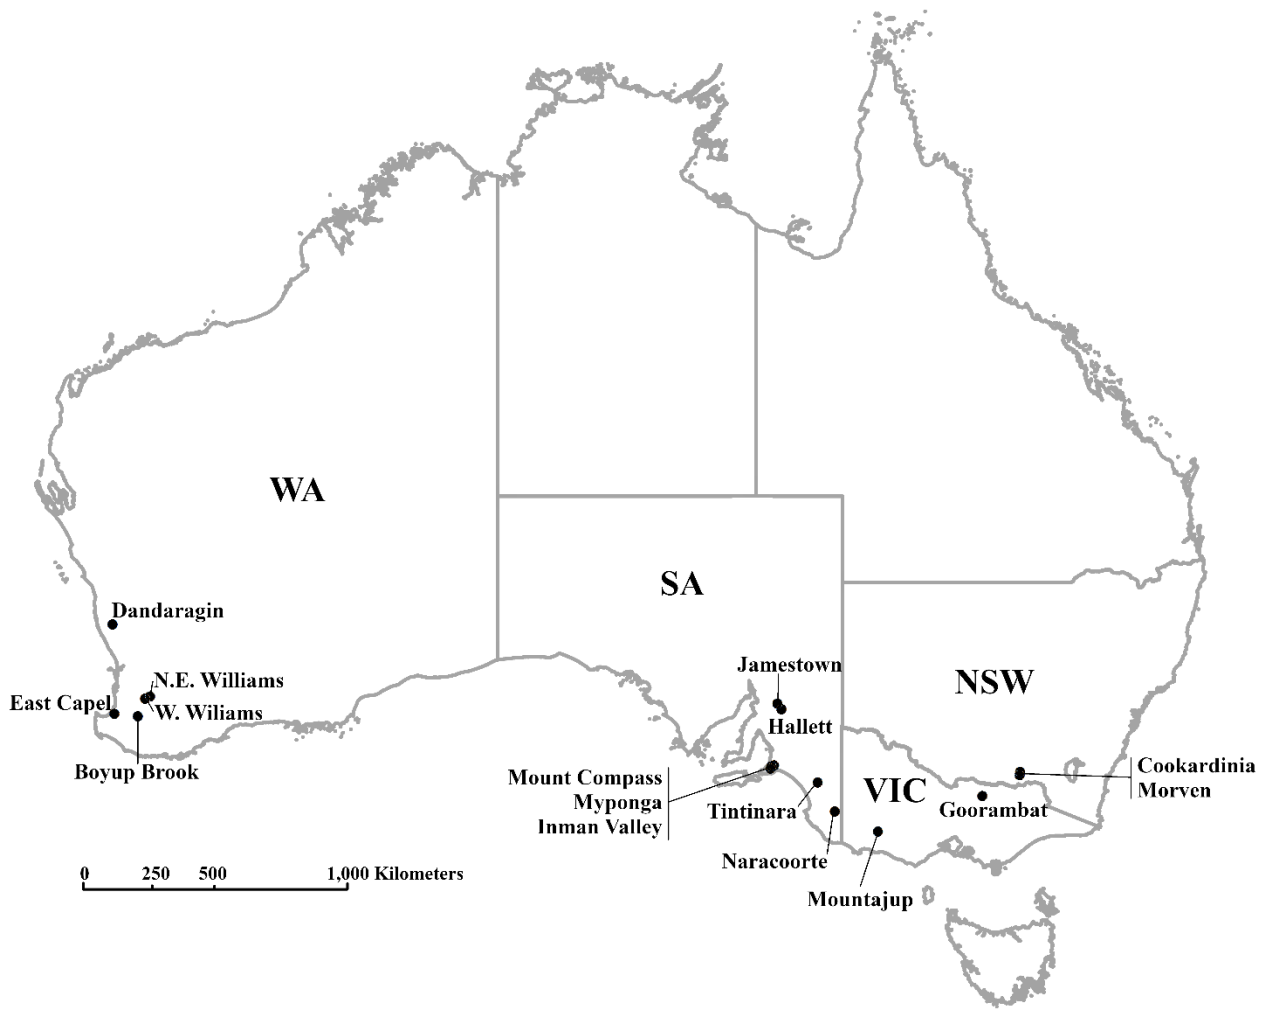 WA
SA
Dandaragin
NSW
Jamestown
N.E. Williams
East Capel
W. Wiliams
Hallett
Boyup Brook
Mount Compass
Myponga
Inman Valley
VIC
Tintinara
Goorambat
Cookardinia
Morven
Naracoorte
Mountajup
0 250 500 1,000 Kilometers